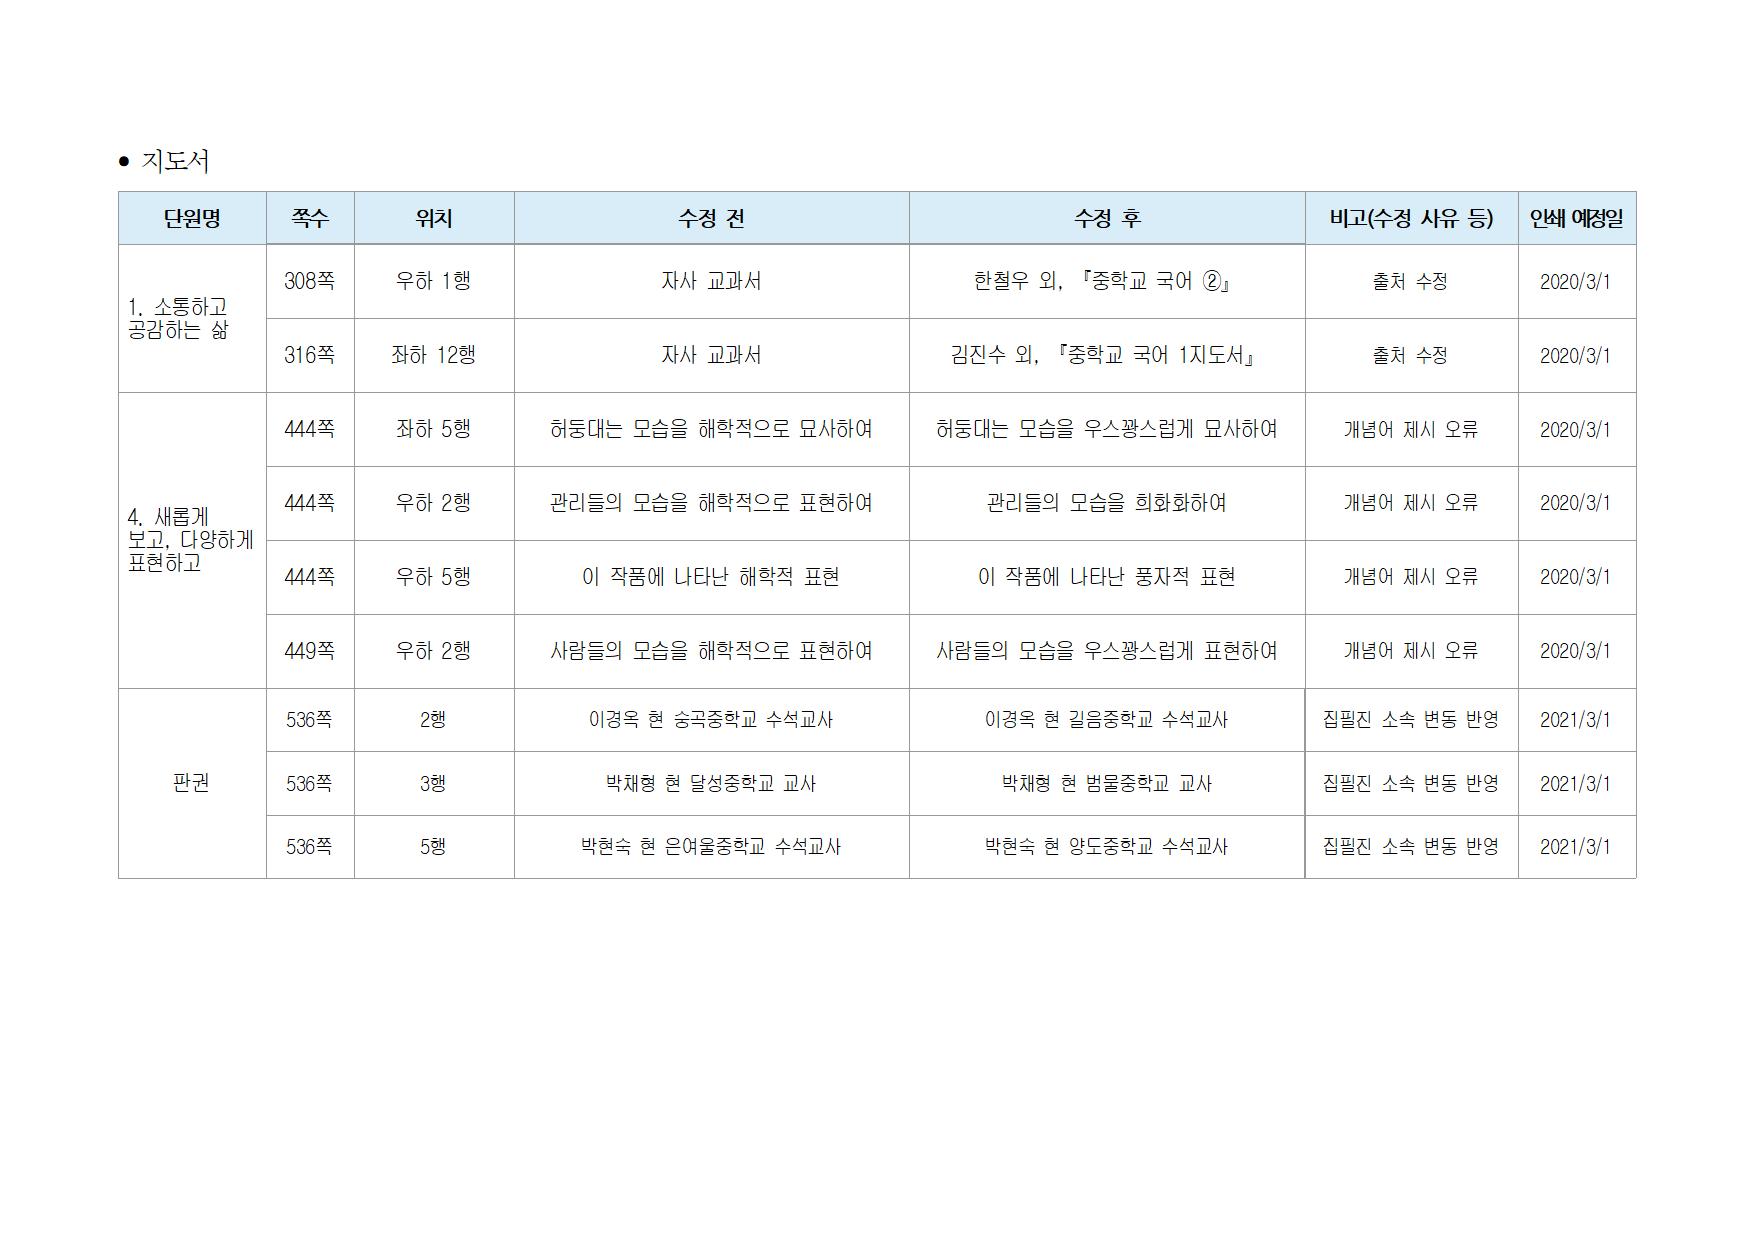 • 지도서
단원명 쪽수 위치 수정 전 수정 후 비고(수정 사유 등) 인쇄 예정일
1. 소통하고
공감하는 삶
308쪽 우하 1행 자사 교과서 한철우 외, 『중학교 국어 ②』 출처 수정 2020/3/1
316쪽 좌하 12행 자사 교과서 김진수 외, 『중학교 국어 1지도서』 출처 수정 2020/3/1
4. 새롭게
보고, 다양하게
표현하고
444쪽 좌하 5행 허둥대는 모습을 해학적으로 묘사하여 허둥대는 모습을 우스꽝스럽게 묘사하여 개념어 제시 오류 2020/3/1
444쪽 우하 2행 관리들의 모습을 해학적으로 표현하여 관리들의 모습을 희화화하여 개념어 제시 오류 2020/3/1
444쪽 우하 5행 이 작품에 나타난 해학적 표현 이 작품에 나타난 풍자적 표현 개념어 제시 오류 2020/3/1
449쪽 우하 2행 사람들의 모습을 해학적으로 표현하여 사람들의 모습을 우스꽝스럽게 표현하여 개념어 제시 오류 2020/3/1
판권
536쪽 2행 이경옥 현 숭곡중학교 수석교사 이경옥 현 길음중학교 수석교사 집필진 소속 변동 반영 2021/3/1
536쪽 3행 박채형 현 달성중학교 교사 박채형 현 범물중학교 교사 집필진 소속 변동 반영 2021/3/1
536쪽 5행 박현숙 현 은여울중학교 수석교사 박현숙 현 양도중학교 수석교사 집필진 소속 변동 반영 2021/3/1